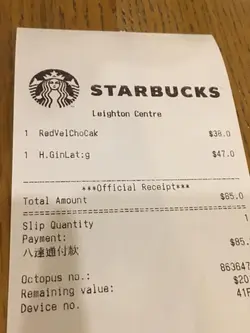 STARBUCKS
Leighton Centre
1 RedVelChoCak $38.0
1 H.GinLat:g $47.0
***Official Receipt***
Total Amount $85.0
Slip Quantity
Payment: $85.
八達通付款
Octopus no.: 863647
Remaining value: $20
Device no. 41F